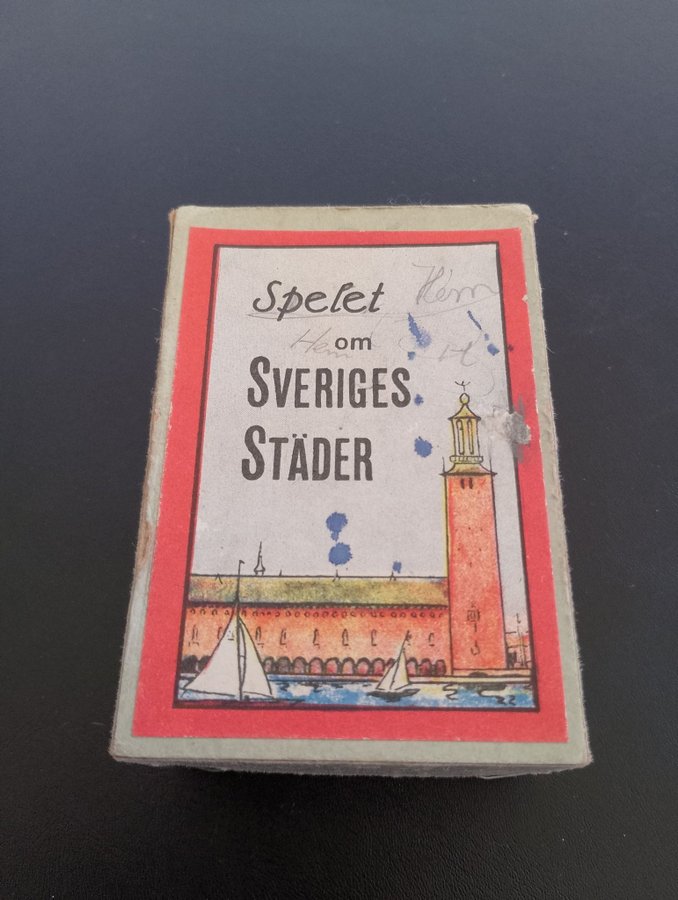 Spelet
om
SVERIGES
STÄDER